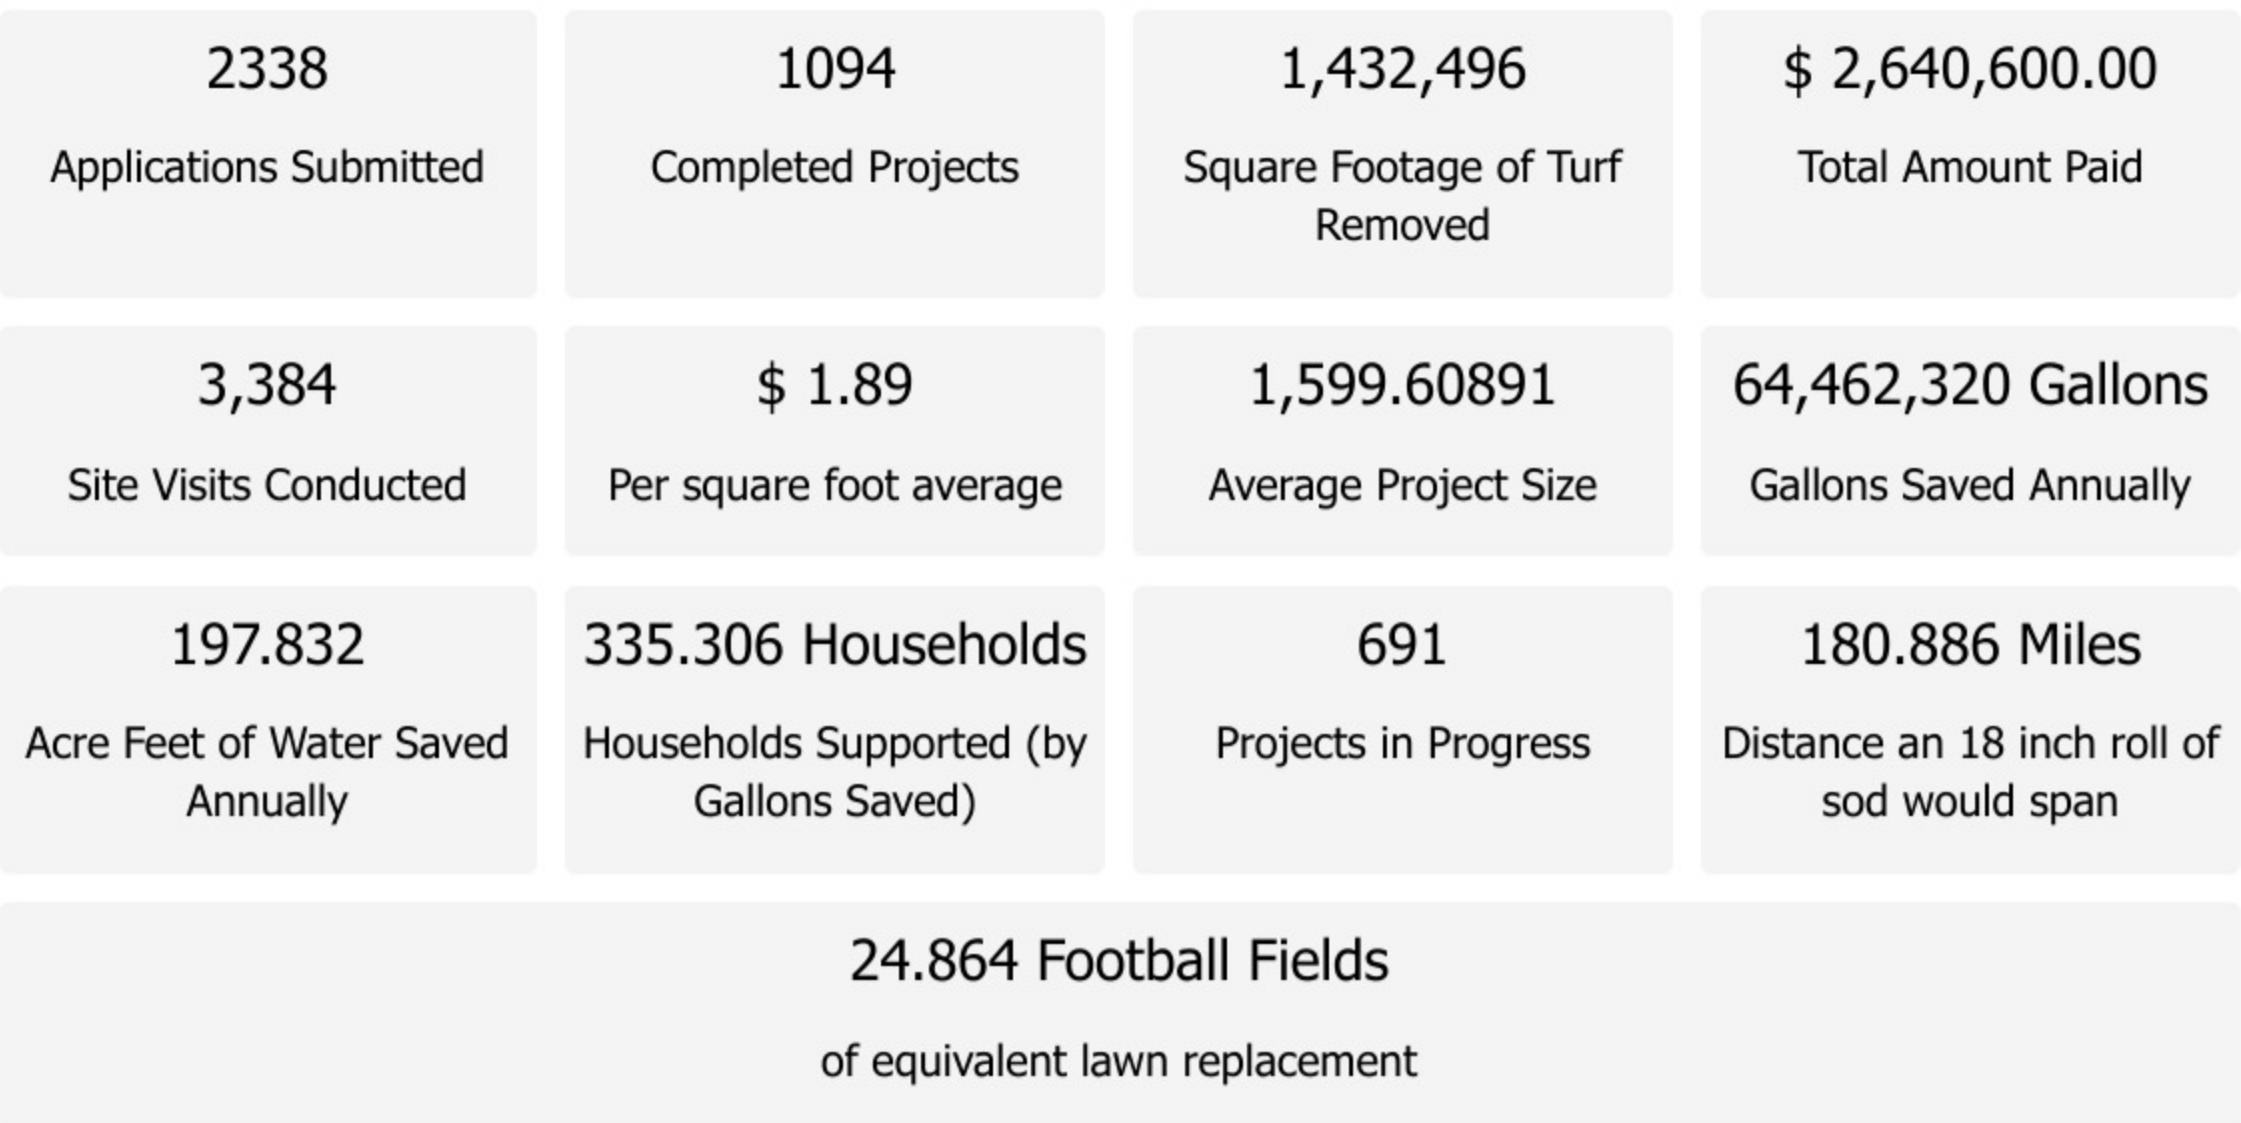 2338
Applications Submitted
1094
Completed Projects
1,432,496
Square Footage of Turf
Removed
$ 2,640,600.00
Total Amount Paid
3,384
Site Visits Conducted
$ 1.89
Per square foot average
1,599.60891
Average Project Size
64,462,320 Gallons
Gallons Saved Annually
197.832
Acre Feet of Water Saved
Annually
335.306 Households
Households Supported (by
Gallons Saved)
691
Projects in Progress
180.886 Miles
Distance an 18 inch roll of
sod would span
24.864 Football Fields
of equivalent lawn replacement